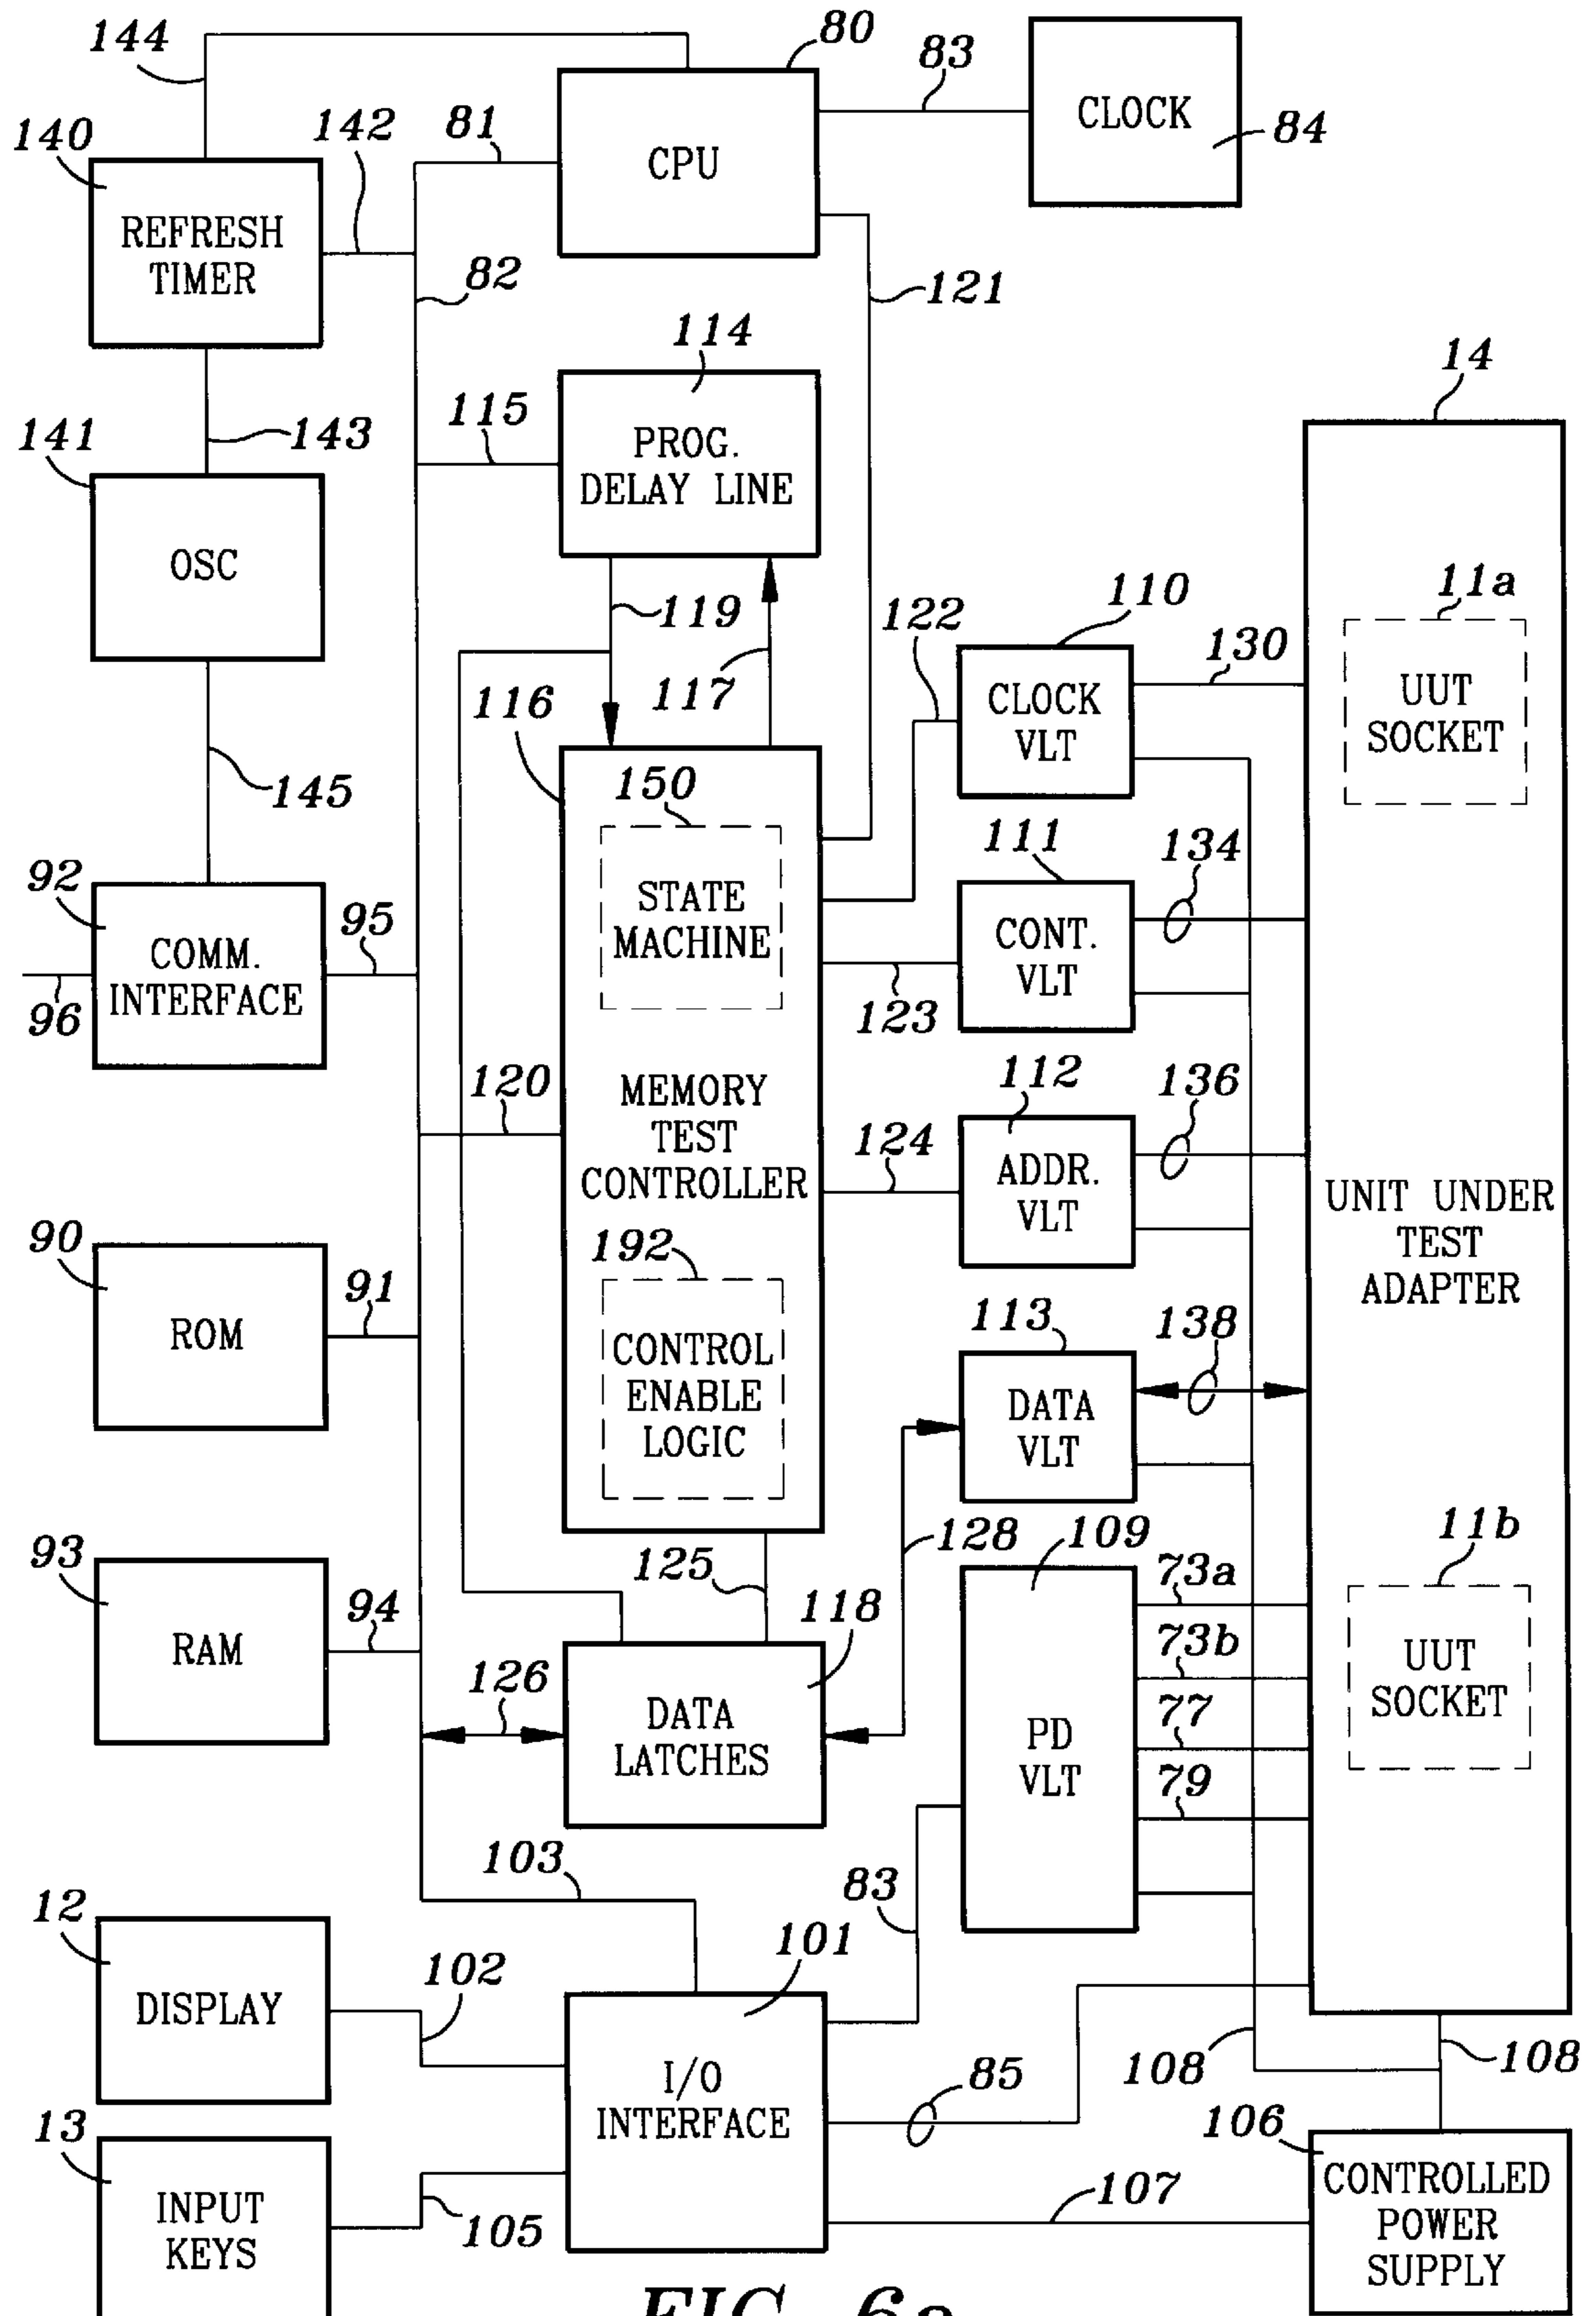 144
80
83
CLOCK
84
140
142
81
CPU
REFRESH
TIMER
82
121
114
14
115
143
141
PROG.
DELAY LINE
OSC
11a
119
122
110
130
UUT
SOCKET
116
117
CLOCK
VLT
150
145
111
134
92
95
STATE
MACHINE
CONT.
VLT
COMM.
INTERFACE
96
123
120
MEMORY
TEST
CONTROLLER
112
136
124
ADDR.
VLT
UNIT UNDER
TEST
ADAPTER
90
91
192
ROM
113
138
CONTROL
ENABLE
LOGIC
DATA
VLT
93
94
125
128
109
73a
11b
118
73b
RAM
126
UUT
SOCKET
DATA
LATCHES
PD
VLT
77
79
103
83
12
102
101
DISPLAY
I/O
INTERFACE
85
108
108
13
106
INPUT
KEYS
105
107
CONTROLLED
POWER
SUPPLY
FIG. 6a